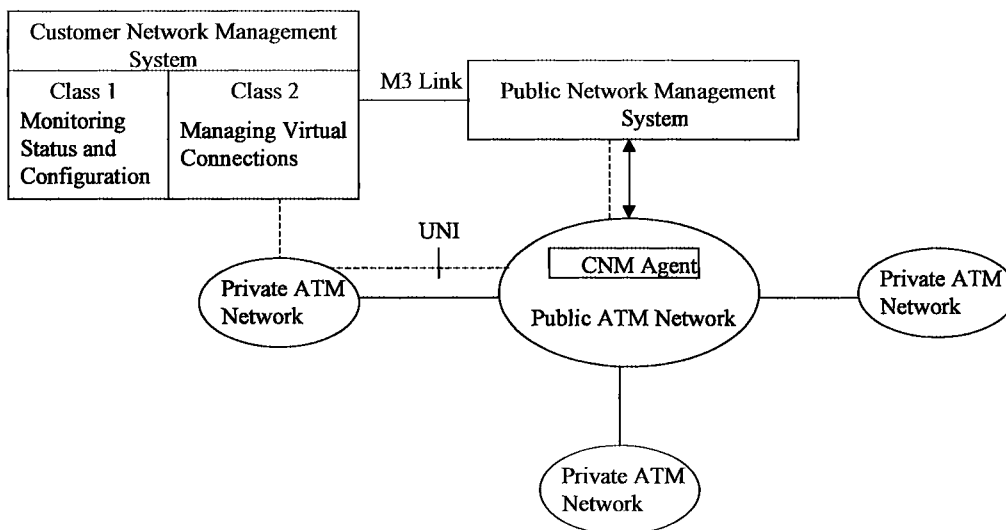 Customer Network Management
System
Class 1
Monitoring
Status and
Configuration
Class 2
Managing Virtual
Connections
M3 Link
Public Network Management
System
UNI
CNM Agent
Public ATM Network
Private ATM
Network
Private ATM
Network
Private ATM
Network